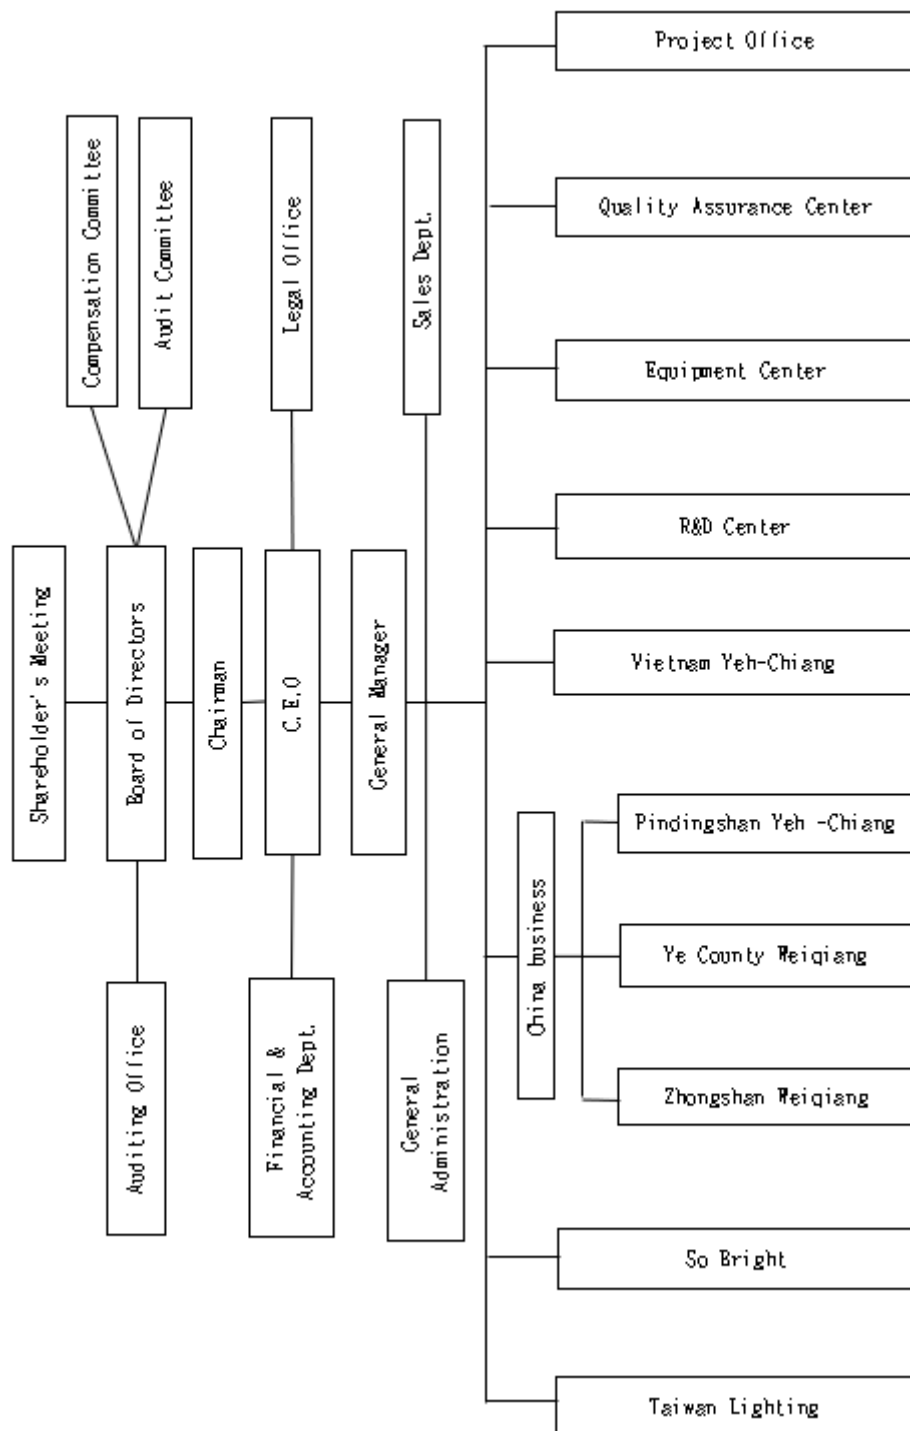 Project Office
Compensation Committee
Audit Committee
Legal Office
Sales Dept.
Quality Assurance Center
Equipment Center
R&D Center
Shareholder's Meeting
Board of Directors
Chairman
C.E.O
General Manager
Vietnam Yeh-Chiang
China business
Pindingshan Yeh -Chiang
Ye County Weiqiang
Zhongshan Weiqiang
Auditing Office
Financial &
Accounting Dept.
General
Administration
So Bright
Taiwan Lighting